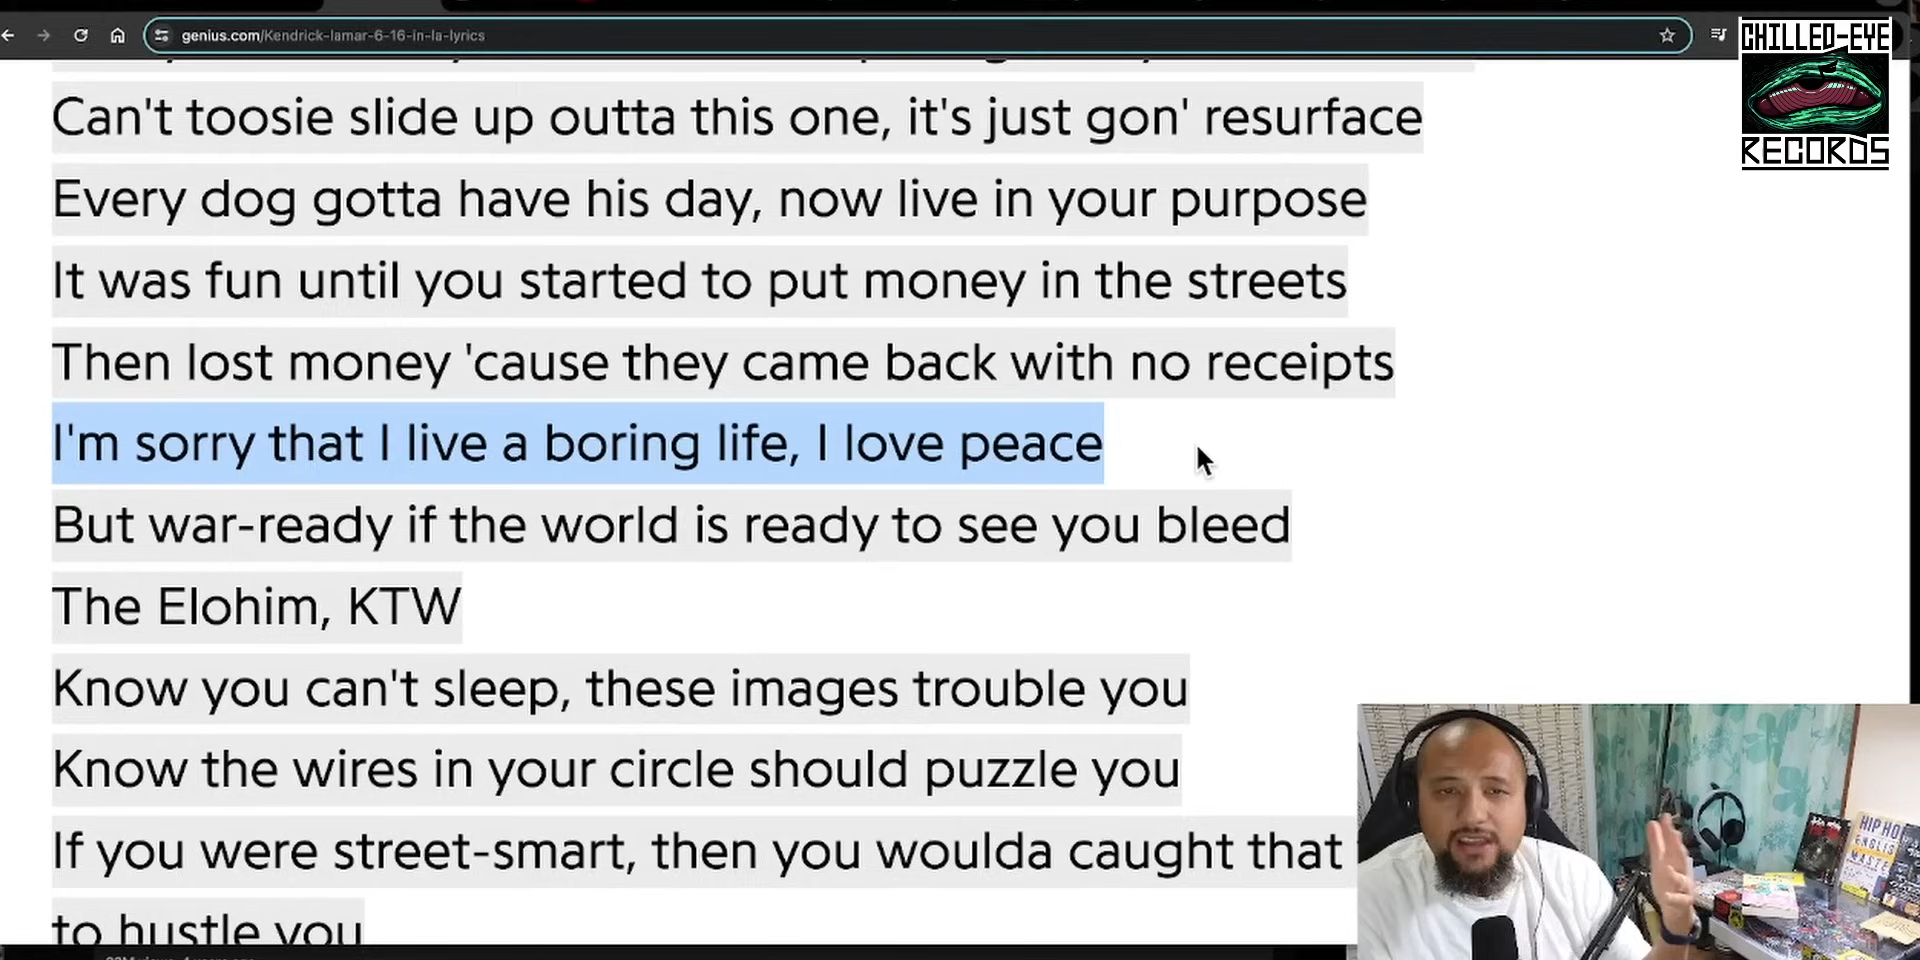 genius.com/Kendrick-lamar-6-16-in-la-lyrics
CHILLED-EYE
RECORDS
Can't toosie slide up outta this one, it's just gon' resurface
Every dog gotta have his day, now live in your purpose
It was fun until you started to put money in the streets
Then lost money 'cause they came back with no receipts
I'm sorry that I live a boring life, I love peace
But war-ready if the world is ready to see you bleed
The Elohim, KTW
Know you can't sleep, these images trouble you
Know the wires in your circle should puzzle you
If you were street-smart, then you woulda caught that
to hustle you
HIP HO
ENGLIS
MASTE